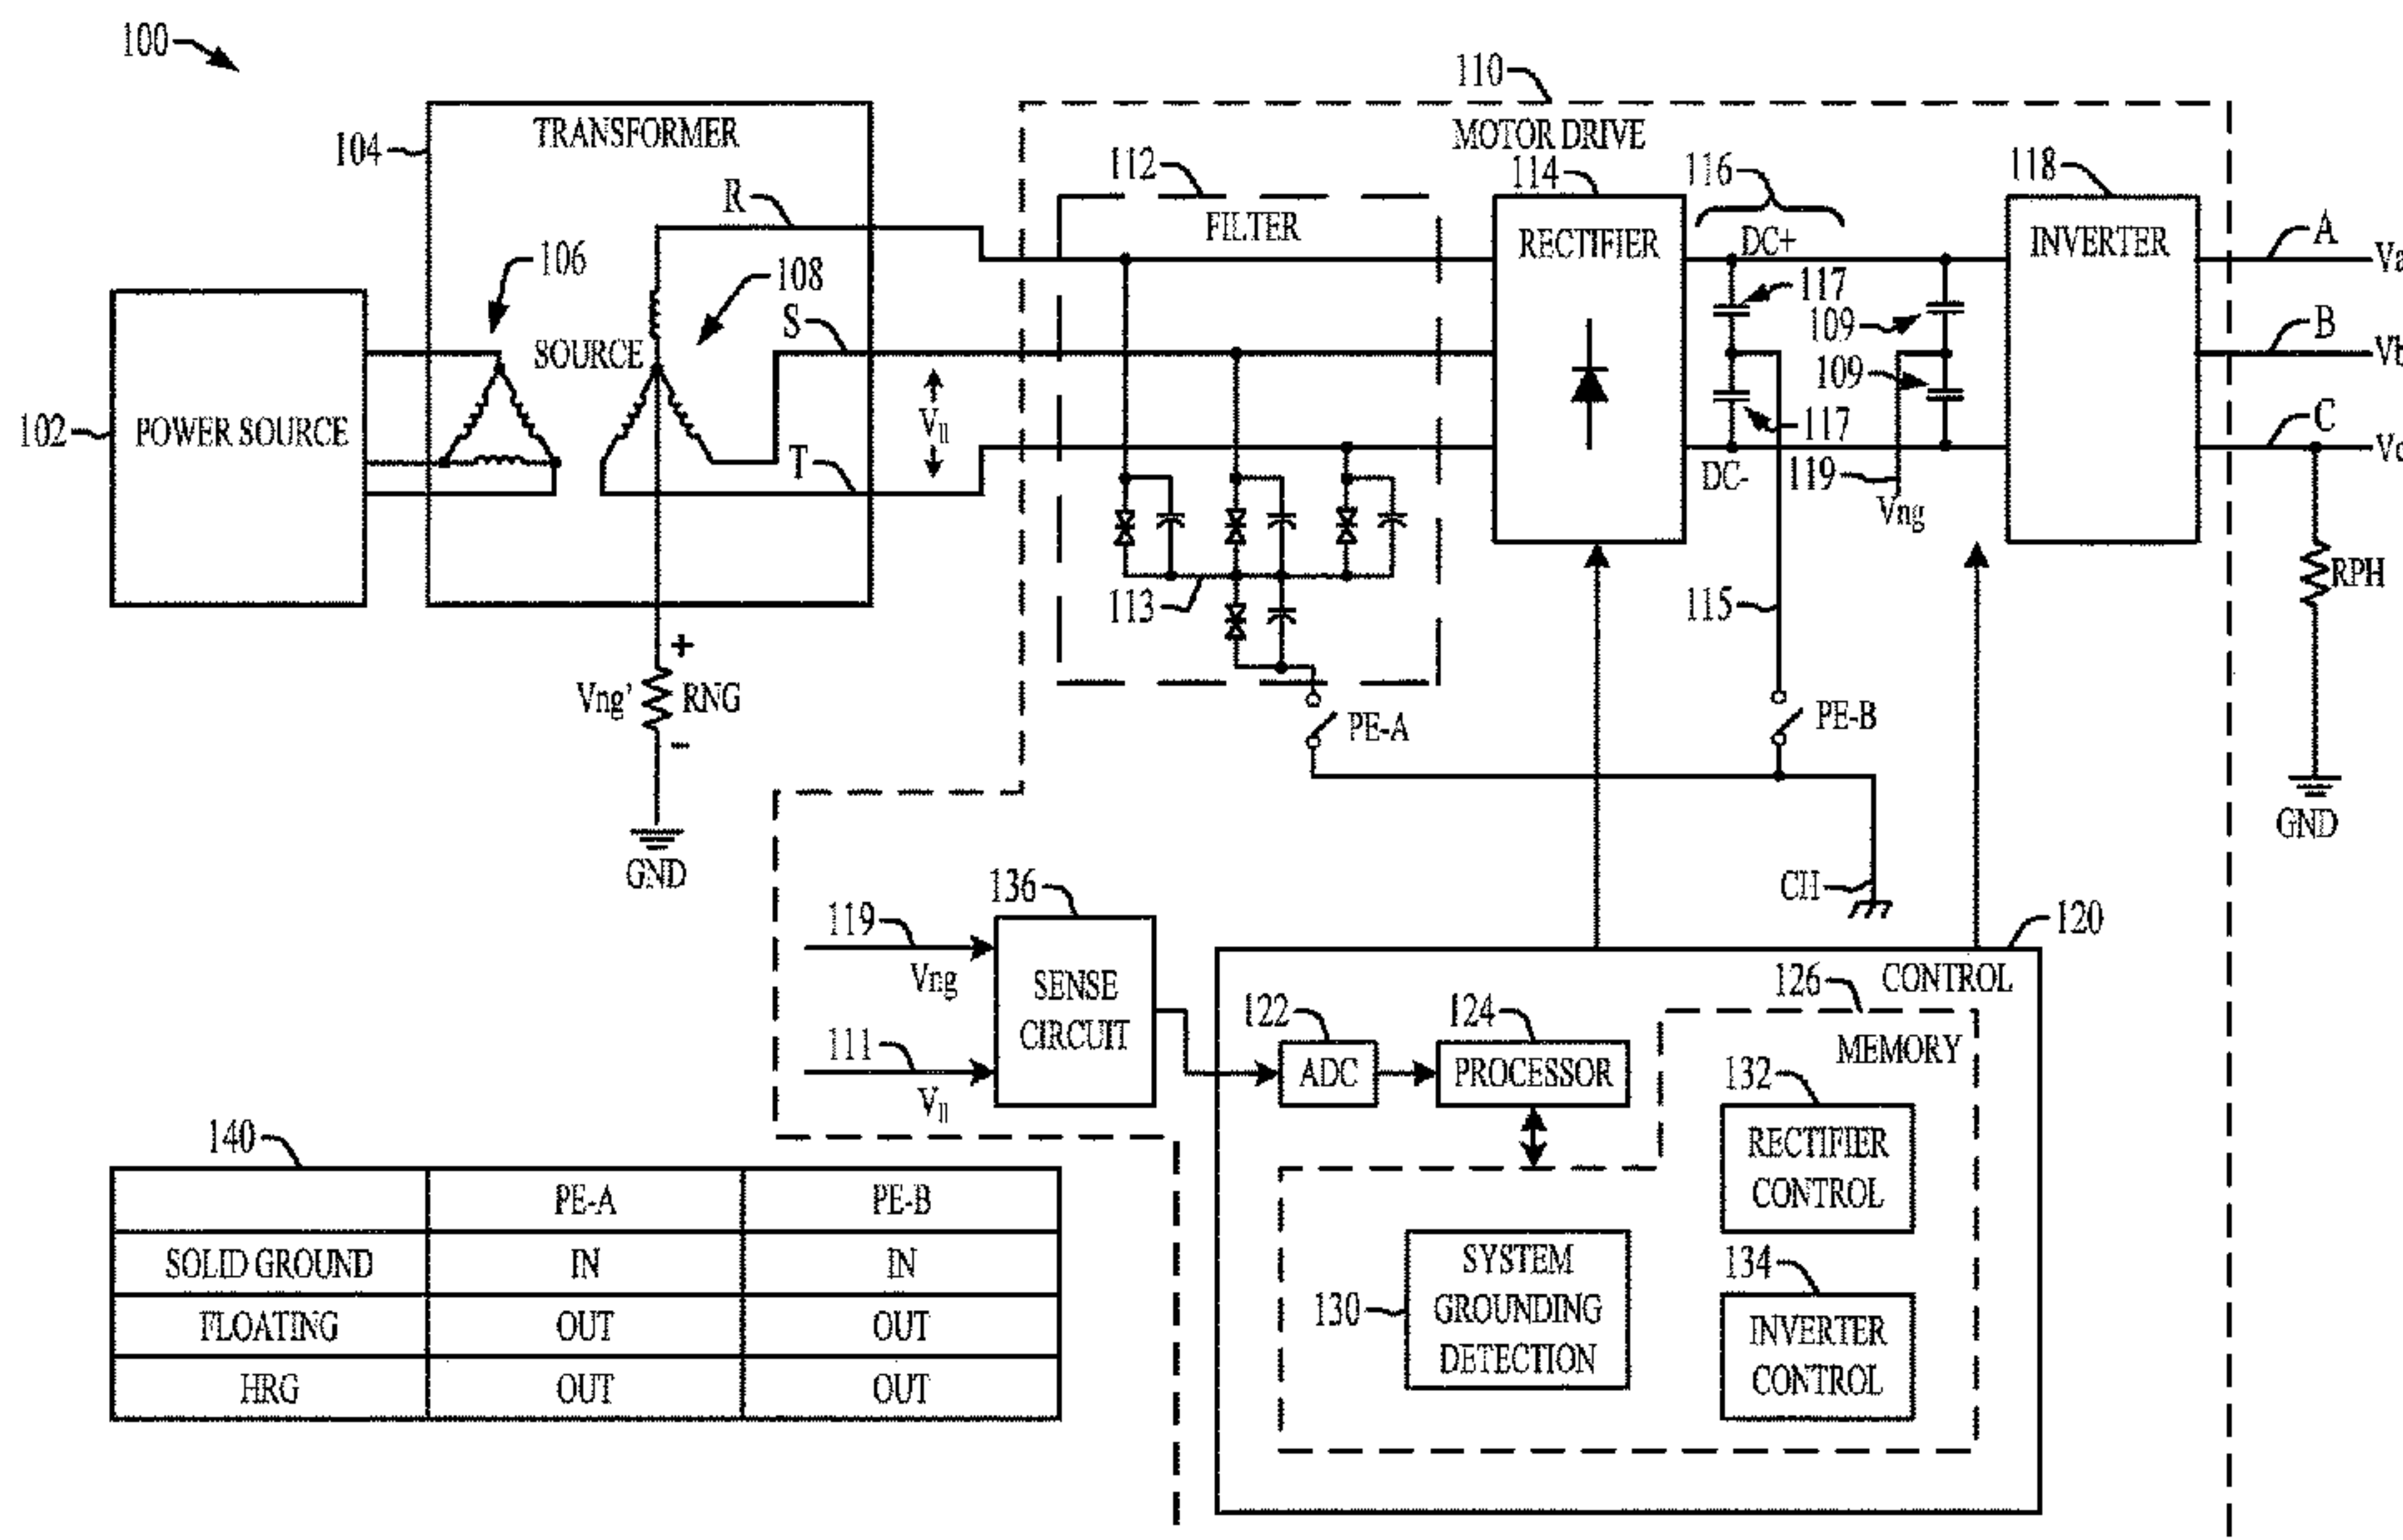 100
110
TRANSFORMER
104
MOTOR DRIVE
112
114
116
118
R
FILTER
RECTIFIER
DC+
INVERTER
A
106
108
117
Va
SOURCE
S
109
B
109
102
POWER SOURCE
V||
117
C
T
DC-
119
Vng
113
115
RPH
+
Vng'
RNG
PE-A
PE-B
-
GND
GND
136
CH
119
120
Vng
SENSE
CIRCUIT
126
CONTROL
122
124
111
ADC
PROCESSOR
MEMORY
V||
132
140
RECTIFIER
CONTROL
PE-A
PE-B
SOLID GROUND
IN
IN
SYSTEM
GROUNDING
DETECTION
130
134
FLOATING
OUT
OUT
INVERTER
CONTROL
HRG
OUT
OUT